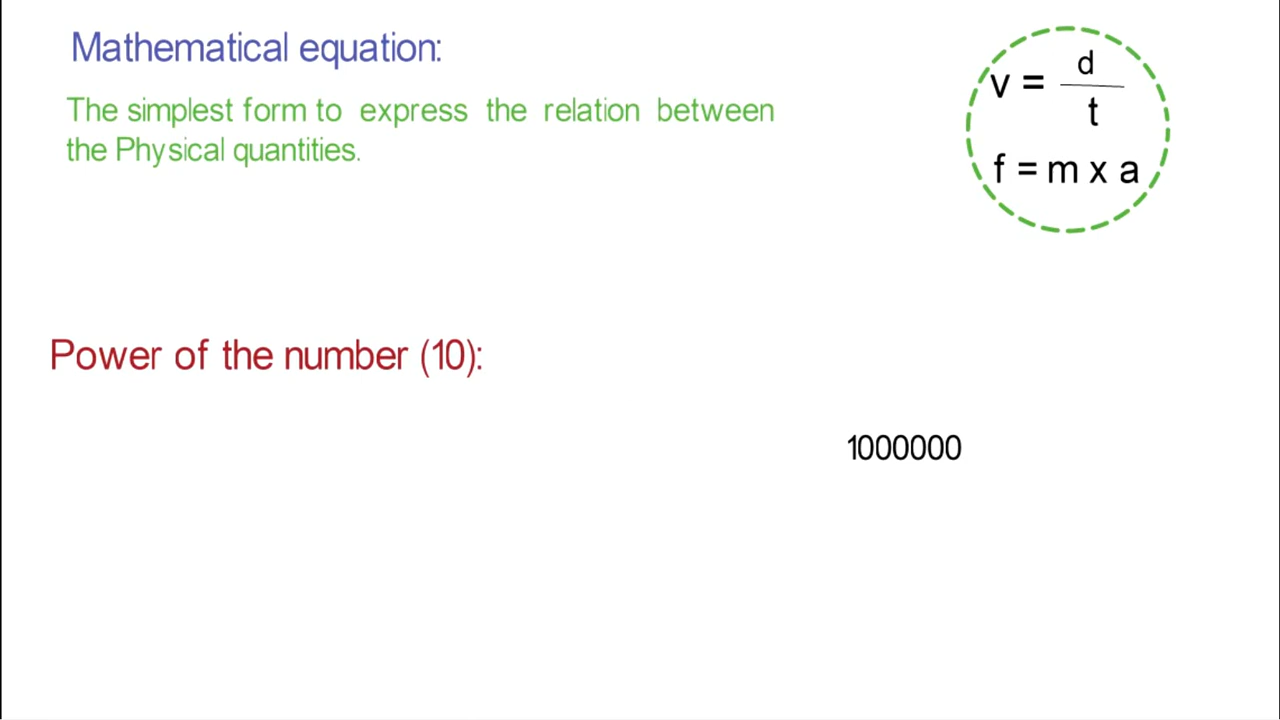 Mathematical equation:
The simplest form to express the relation between
the Physical quantities.
v = d
t
f = m x a
Power of the number (10):
1000000